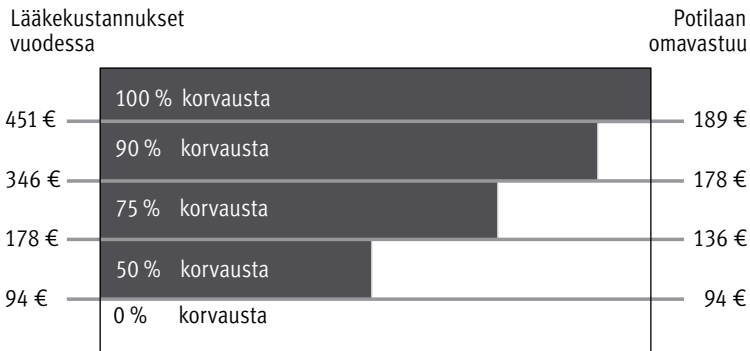 Lääkekustannukset
vuodessa
Potilaan
omavastuu
100 % korvausta
451 €
189 €
90 % korvausta
346 €
178 €
75 % korvausta
178 €
136 €
50 % korvausta
94 €
94 €
0 % korvausta